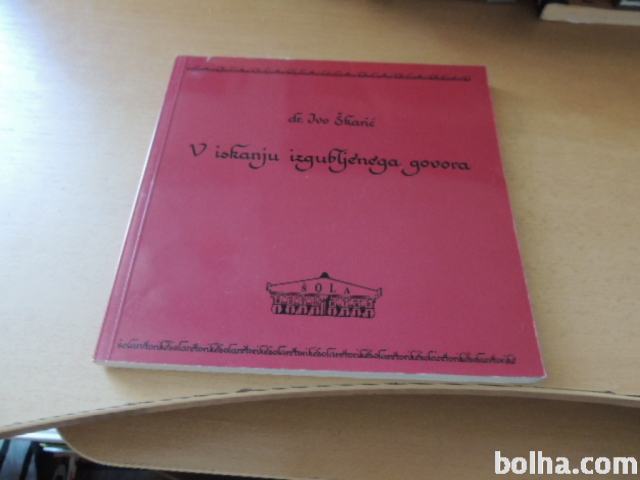 dr. Ivo Škarić
V iskanju izgubljenega govora
ŠOLA
bolha.com